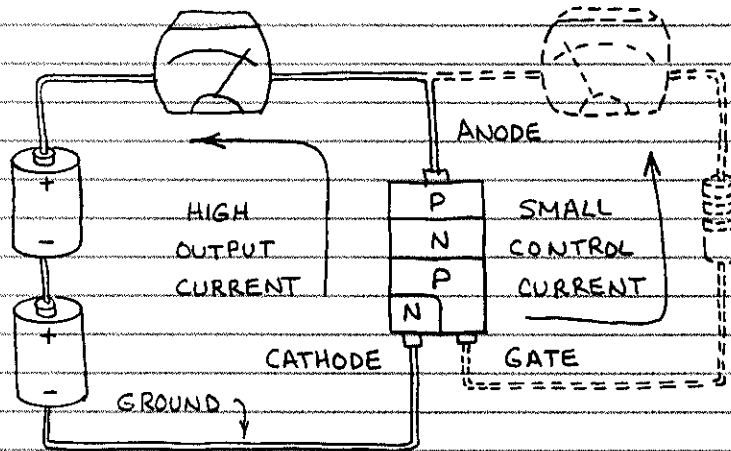 ANODE
+
-
HIGH
OUTPUT
CURRENT
P
N
P
N
SMALL
CONTROL
CURRENT
+
-
CATHODE
GATE
GROUND